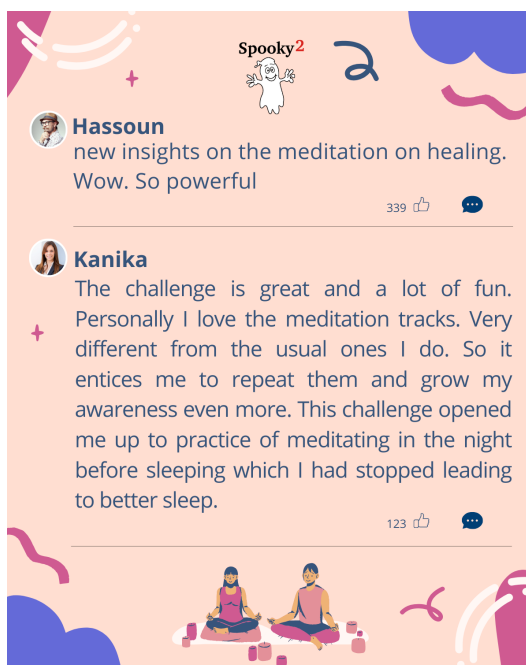 Spooky2
Hassoun
new insights on the meditation on healing.
Wow. So powerful
339
Kanika
The challenge is great and a lot of fun.
Personally I love the meditation tracks. Very
different from the usual ones I do. So it
entices me to repeat them and grow my
awareness even more. This challenge opened
me up to practice of meditating in the night
before sleeping which I had stopped leading
to better sleep.
123